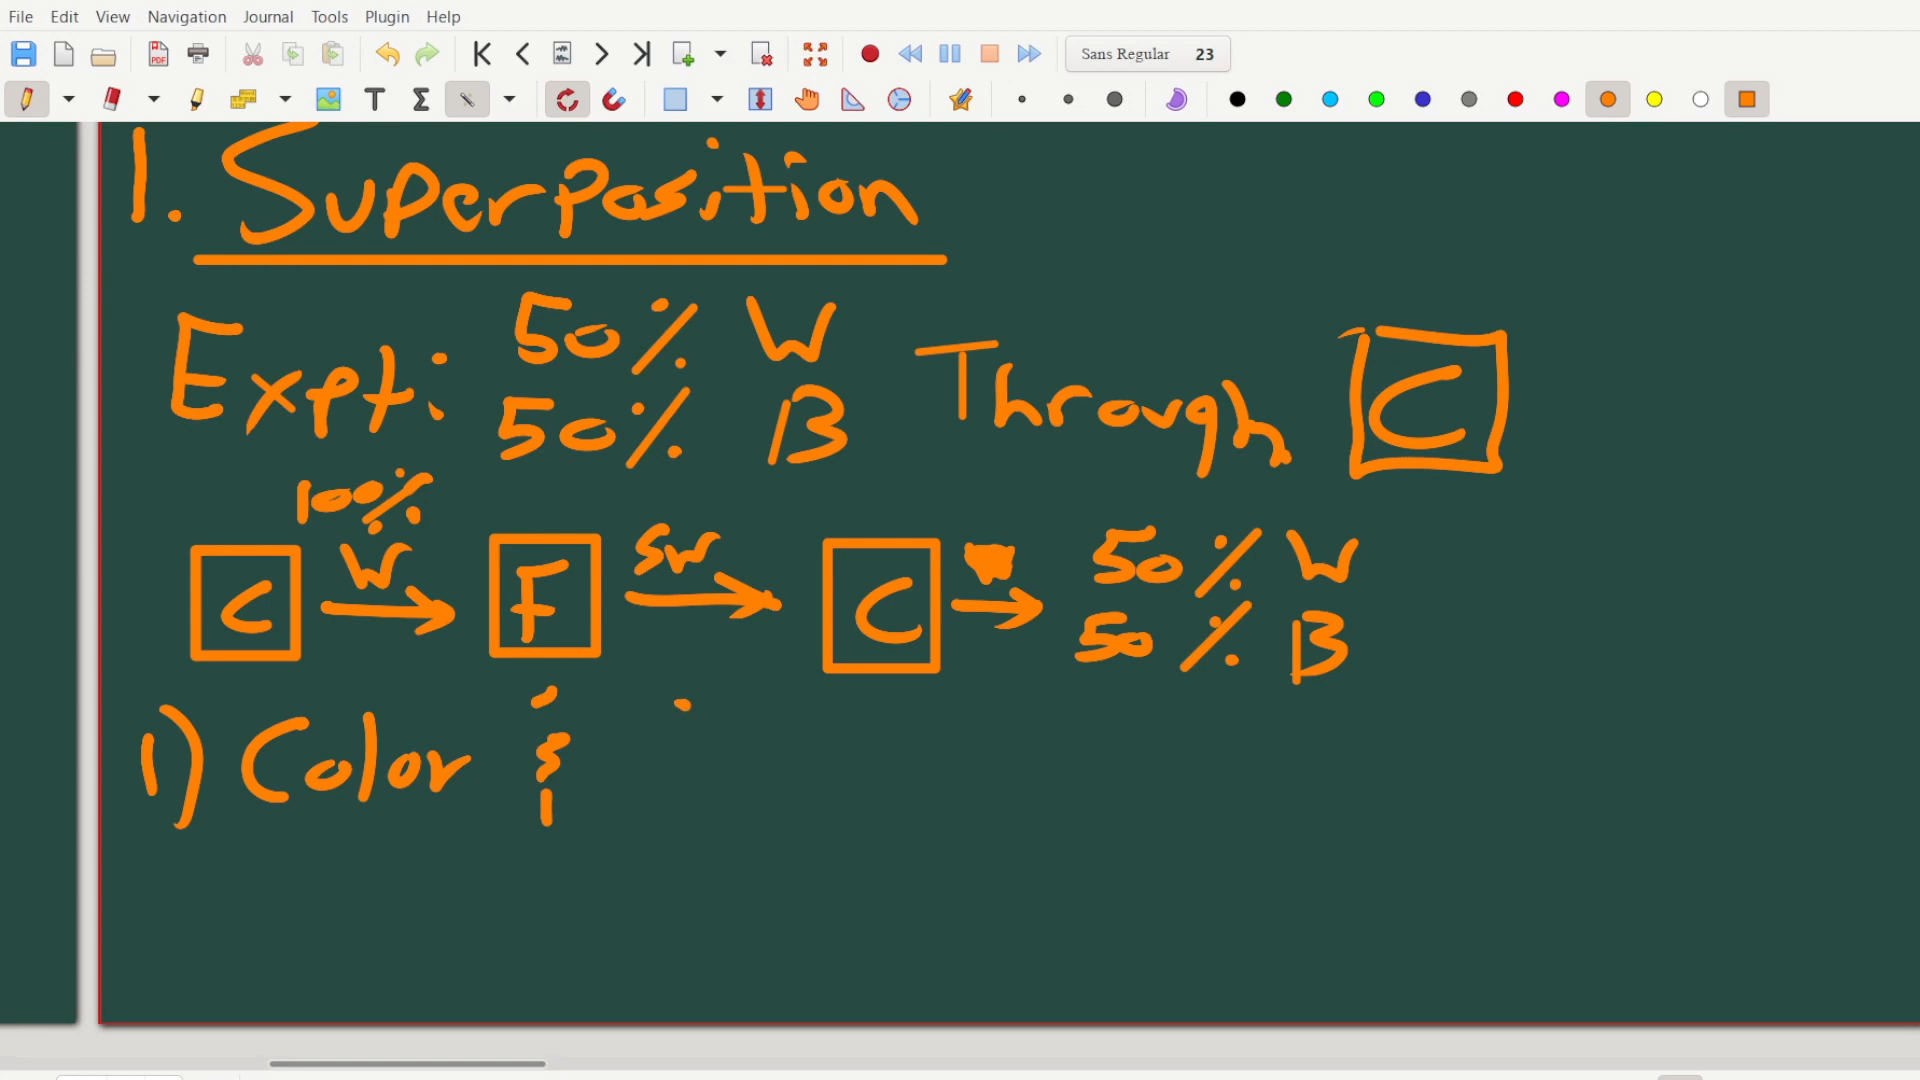 File Edit View Navigation Journal Tools Plugin Help
PDF Sans Regular 23
1. Superposition
Expt: 50% W Through C
50% B
100%
C W F SW C 50% W
50% B
1) Color